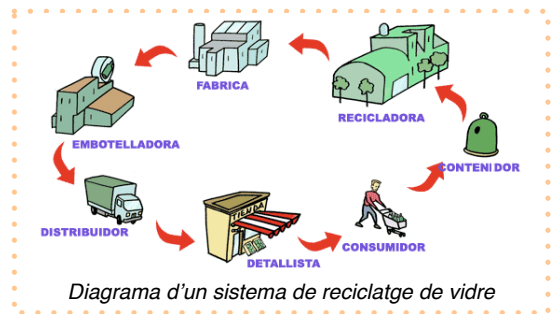 FABRICA
RECICLADORA
EMBOTELLADORA
CONTENIDOR
DISTRIBUIDOR
TIENDA
DETALLISTA
CONSUMIDOR
Diagrama d’un sistema de reciclatge de vidre